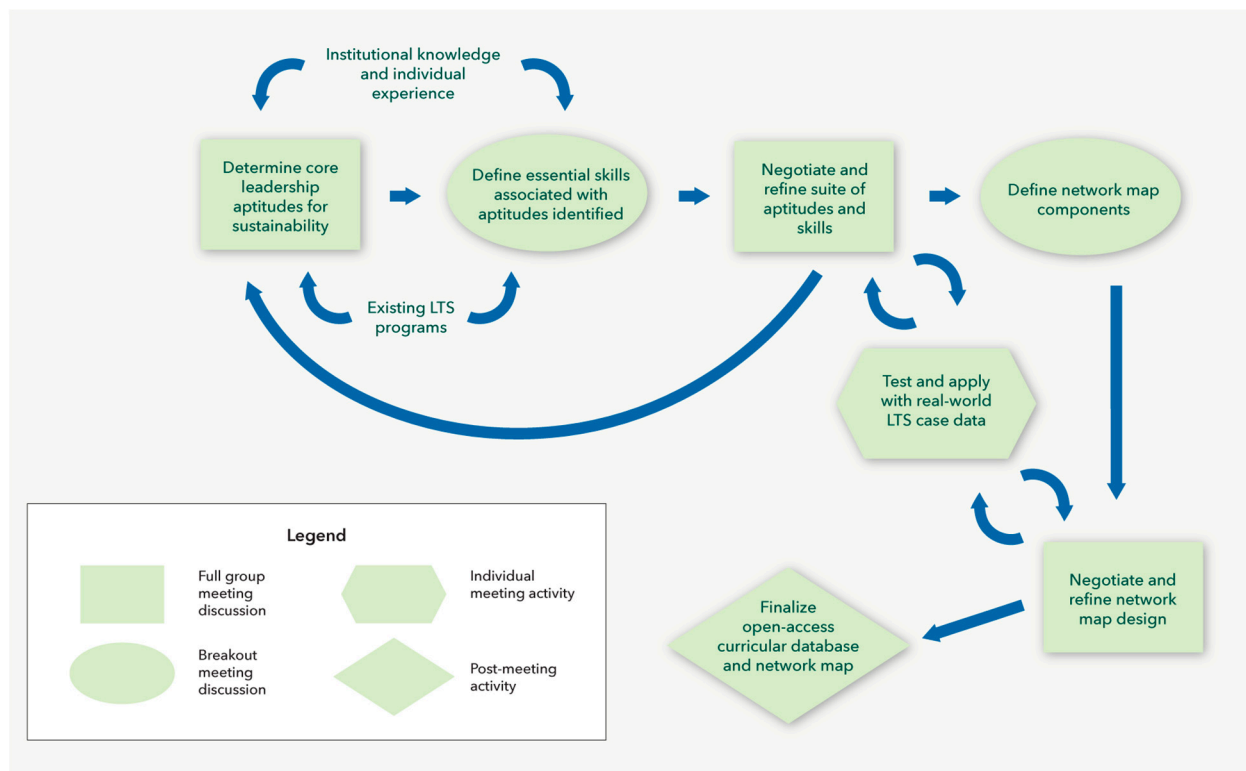 Institutional knowledge
and individual
experience
Determine core
leadership
aptitudes for
sustainability
Define essential skills
associated with
aptitudes identified
Negotiate and
refine suite of
aptitudes and
skills
Define network map
components
Existing LTS
programs
Test and apply
with real-world
LTS case data
Negotiate and
refine network
map design
Finalize
open-access
curricular database
and network map
Legend
Full group
meeting
discussion
Individual
meeting activity
Breakout
meeting
discussion
Post-meeting
activity